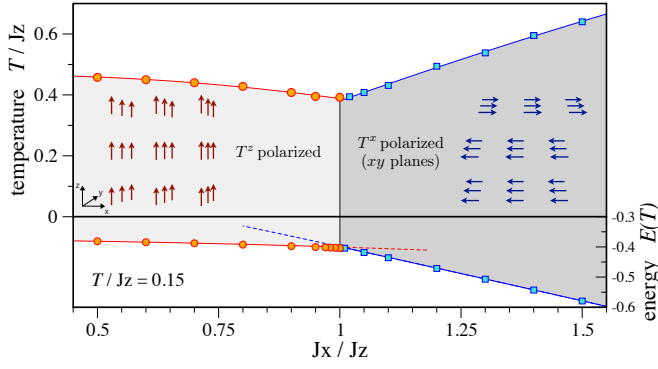 temperature T / Jz
0.6
0.4
0.2
0
T^z polarized
T^x polarized
(xy planes)
z
y
x
-0.3
-0.4
-0.5
-0.6
energy E(T)
T / Jz = 0.15
0.5
0.75
1
1.25
1.5
Jx / Jz